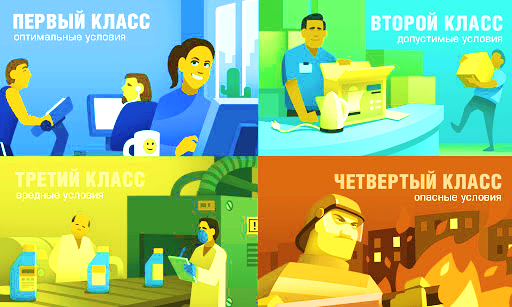 ПЕРВЫЙ КЛАСС
оптимальные условия
ВТОРОЙ КЛАСС
допустимые условия
ТРЕТИЙ КЛАСС
вредные условия
!
ЧЕТВЕРТЫЙ КЛАСС
опасные условия